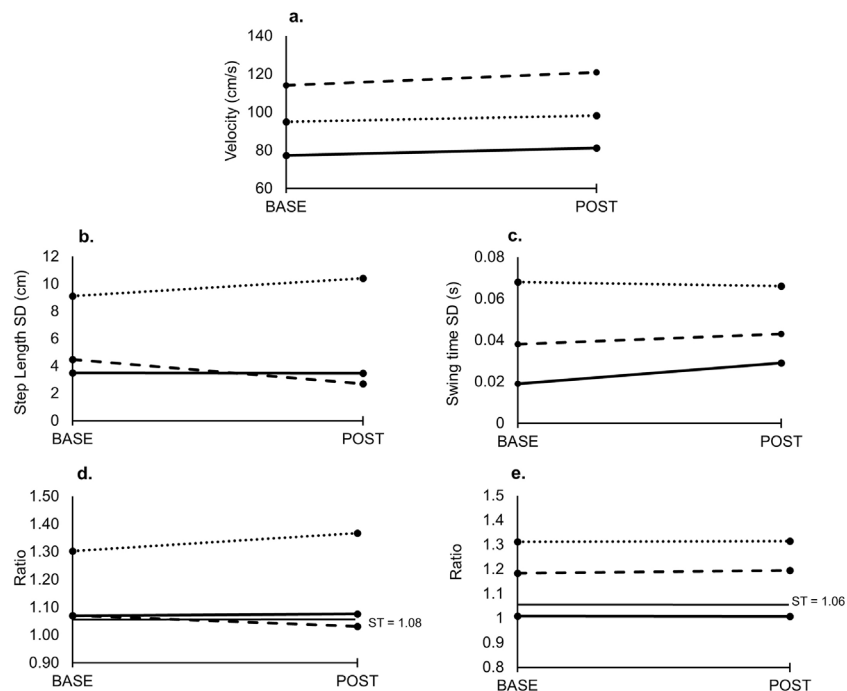 a.
Velocity (cm/s)
140
120
100
80
60
BASE POST
b.
Step Length SD (cm)
12
10
8
6
4
2
0
BASE POST
c.
Swing time SD (s)
0.08
0.06
0.04
0.02
0
BASE POST
d.
Ratio
1.50
1.40
1.30
1.20
1.10
1.00
0.90
ST = 1.08
BASE POST
e.
Ratio
1.5
1.4
1.3
1.2
1.1
1
0.9
0.8
ST = 1.06
BASE POST